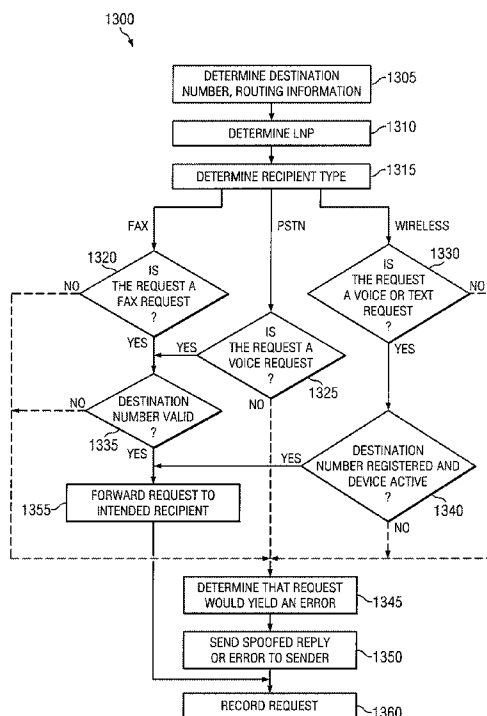 1300
DETERMINE DESTINATION
NUMBER, ROUTING INFORMATION
1305
DETERMINE LNP
1310
DETERMINE RECIPIENT TYPE
1315
FAX
PSTN
WIRELESS
1320
IS
THE REQUEST A
FAX REQUEST
?
NO
YES
1330
IS
THE REQUEST
A VOICE OR TEXT
REQUEST
?
NO
YES
IS
THE REQUEST A
VOICE REQUEST
?
1325
YES
NO
DESTINATION
NUMBER VALID
1335
?
NO
YES
DESTINATION
NUMBER REGISTERED AND
DEVICE ACTIVE
?
1340
YES
NO
1355
FORWARD REQUEST TO
INTENDED RECIPIENT
DETERMINE THAT REQUEST
WOULD YIELD AN ERROR
1345
SEND SPOOFED REPLY
OR ERROR TO SENDER
1350
RECORD REQUEST
1360